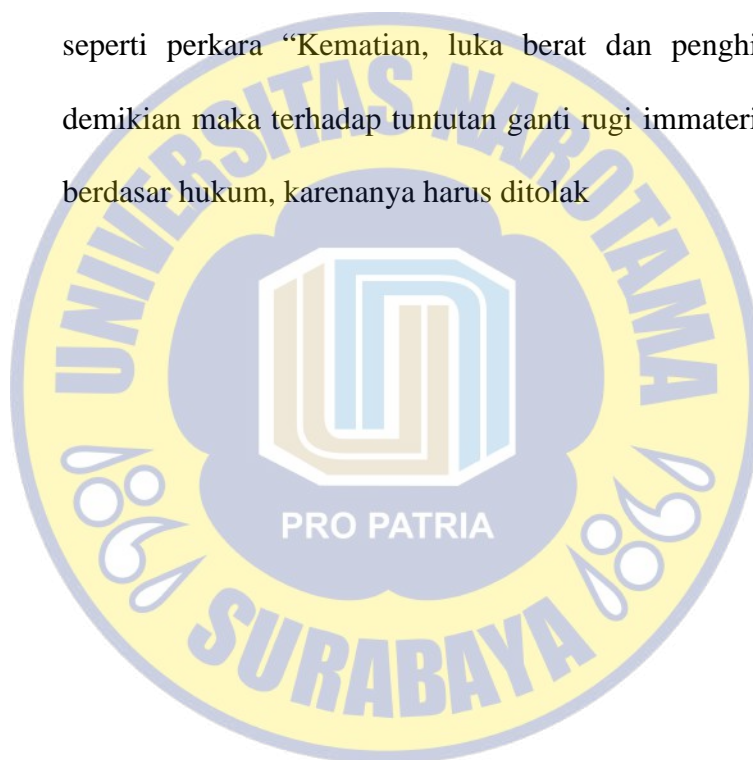 seperti perkara “Kematian, luka berat dan penghi
demikian maka terhadap tuntutan ganti rugi immateri
berdasar hukum, karenanya harus ditolak
UNIVERSITAS NAROTAMA
PRO PATRIA
SURABAYA